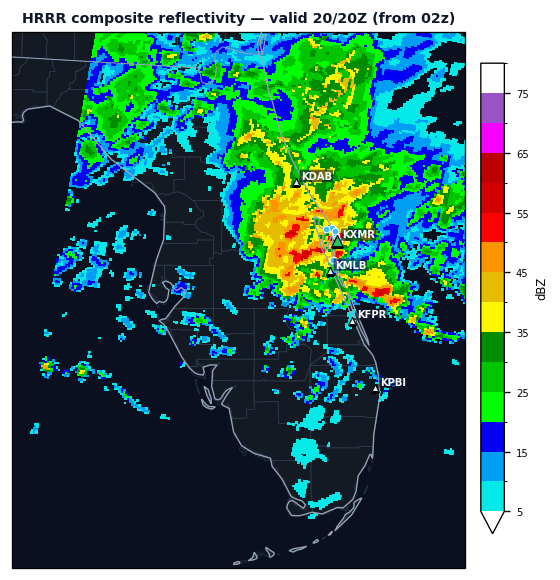 HRRR composite reflectivity — valid 20/20Z (from 02z)
KDAB
KXMR
KMLB
KFPR
KPBI
75
65
55
45
35
25
15
5
dBZ